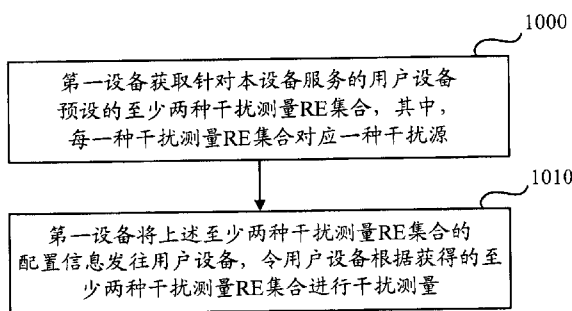 1000
第一设备获取针对本设备服务的用户设备
预设的至少两种干扰测量RE集合，其中，
每一种干扰测量RE集合对应一种干扰源
1010
第一设备将上述至少两种干扰测量RE集合的
配置信息发往用户设备，令用户设备根据获得的至
少两种干扰测量RE集合进行干扰测量